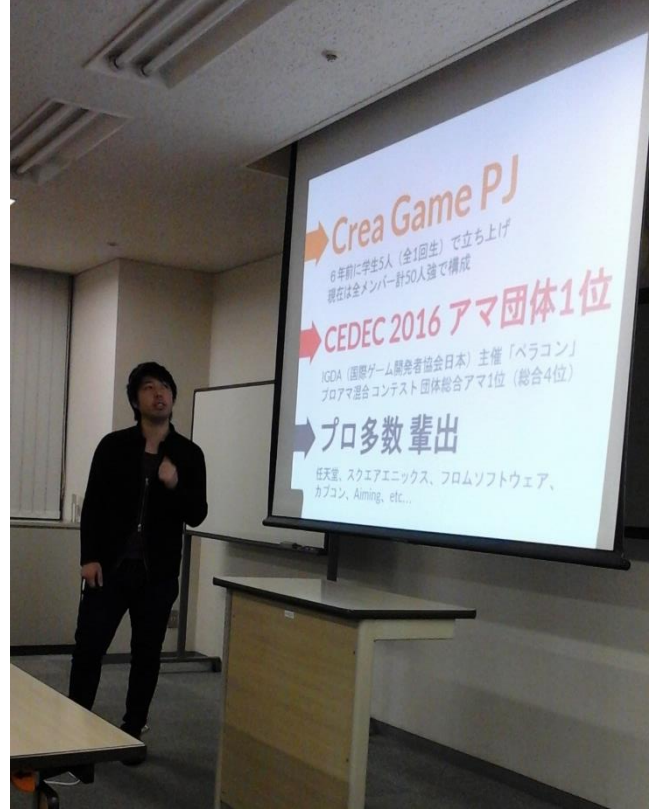 Crea Game PJ
6年前に学生5人（全1回生）で立ち上げ
現在は全メンバー計50人強で構成
CEDEC 2016 アマ団体1位
IGDA（国際ゲーム開発者協会日本）主催「ペラコン」
プロアマ混合コンテスト 団体総合アマ1位（総合4位）
プロ多数 輩出
任天堂、スクエアエニックス、フロムソフトウェア、
カプコン、Aiming、etc...